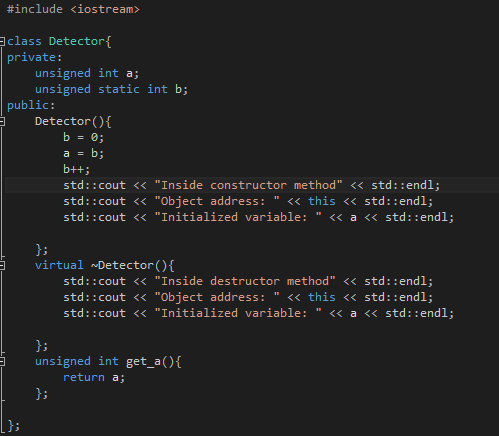 #include <iostream>
class Detector{
private:
    unsigned int a;
    unsigned static int b;
public:
    Detector(){
        b = 0;
        a = b;
        b++;
        std::cout << "Inside constructor method" << std::endl;
        std::cout << "Object address: " << this << std::endl;
        std::cout << "Initialized variable: " << a << std::endl;
    };
    virtual ~Detector(){
        std::cout << "Inside destructor method" << std::endl;
        std::cout << "Object address: " << this << std::endl;
        std::cout << "Initialized variable: " << a << std::endl;
    };
    unsigned int get_a(){
        return a;
    };
};